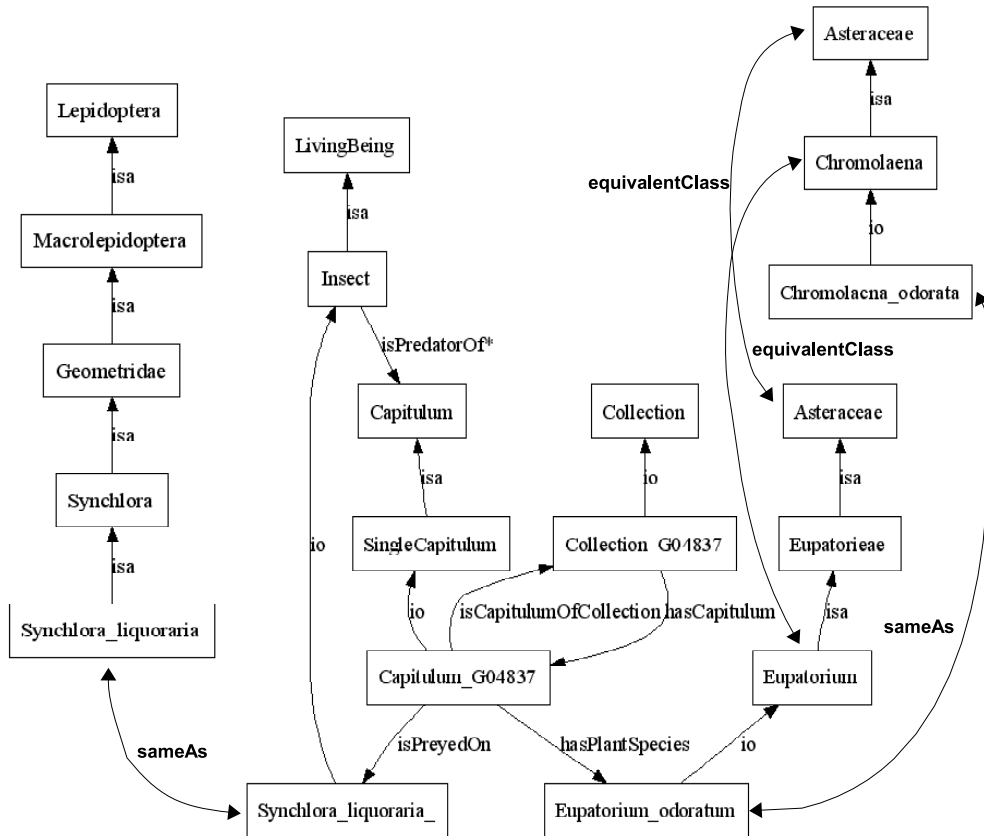 Asteraceae
Lepidoptera
isa
LivingBeing
Chromolaena
isa
equivalentClass
isa
io
Macrolepidoptera
Insect
Chromolaena_odorata
isa
isPredatorOf*
equivalentClass
Geometridae
Capitulum
Collection
Asteraceae
isa
isa
io
isa
Synchlora
SingleCapitulum
Collection_G04837
Eupatorieae
io
isa
io
isCapitulumOfCollection
hasCapitulum
isa
Synchlora_liquoraria
sameAs
Capitulum_G04837
Eupatorium
sameAs
isPreyedOn
hasPlantSpecies
io
Synchlora_liquoraria_
Eupatorium_odoratum